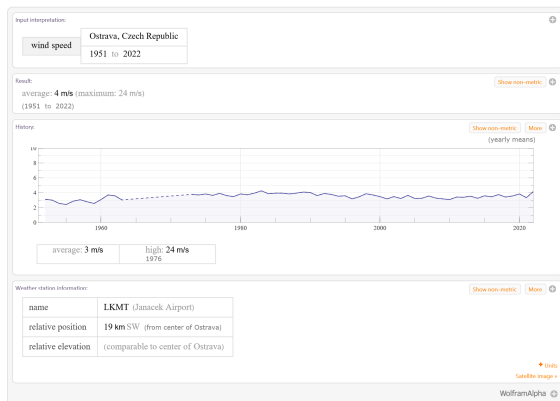 Input interpretation:
wind speed
Ostrava, Czech Republic
1951 to 2022
Result:
Show non-metric
average: 4 m/s (maximum: 24 m/s)
(1951 to 2022)
History:
Show non-metric More
(yearly means)
10
8
6
4
2
0
1960 1980 2000 2020
average: 3 m/s high: 24 m/s
1976
Weather station information:
Show non-metric More
name LKMT (Janacek Airport)
relative position 19 km SW (from center of Ostrava)
relative elevation (comparable to center of Ostrava)
Units
Satellite image »
WolframAlpha